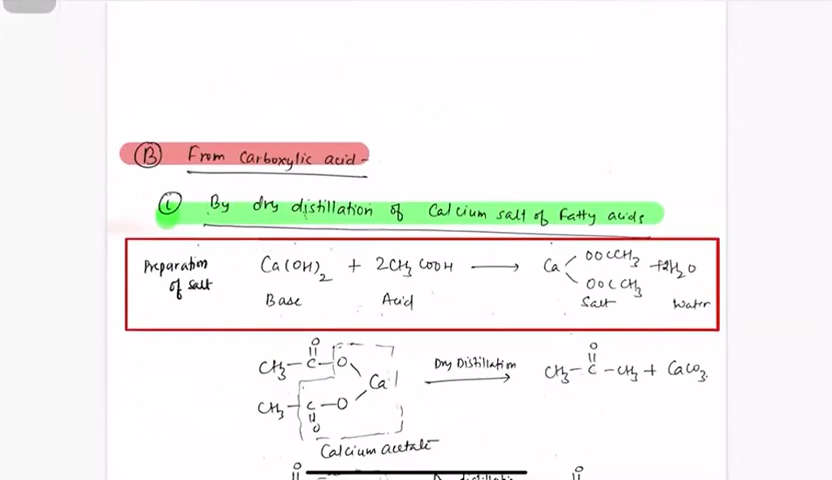 Ⓑ From Carboxylic acid-
ⓘ By dry distillation of Calcium salt of Fatty acids
Preparation of salt
Ca(OH)₂ + 2CH₃COOH ⟶ Ca OOCCH₃ OOCCH₃ + 2H₂O
Base Acid Salt Water
O O
CH₃-C-O Ca Dry Distillation CH₃-C-CH₃ + CaCO₃
CH₃-C-O
O
Calcium acetate